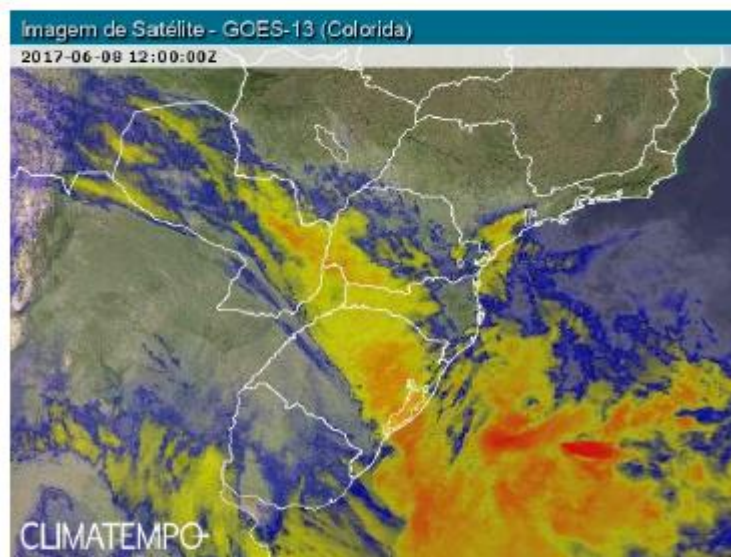 Imagem de Satélite - GOES-13 (Colorida)
2017-06-08 12:00:00Z
CLIMATEMPO